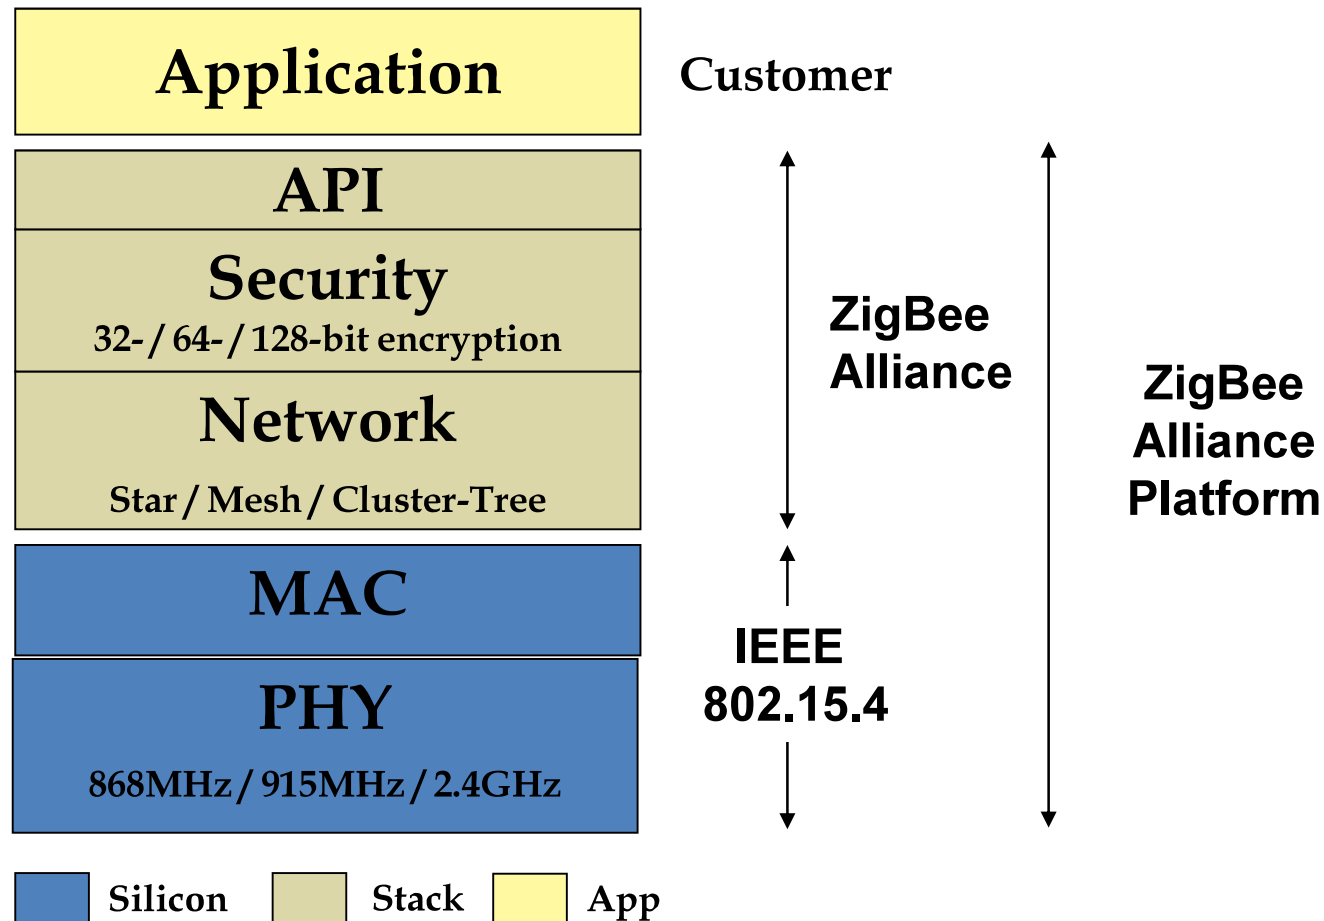 Application
Customer
API
Security
32-/ 64-/ 128-bit encryption
Network
Star / Mesh / Cluster-Tree
MAC
PHY
868MHz / 915MHz / 2.4GHz
ZigBee
Alliance
IEEE
802.15.4
ZigBee
Alliance
Platform
Silicon
Stack
App